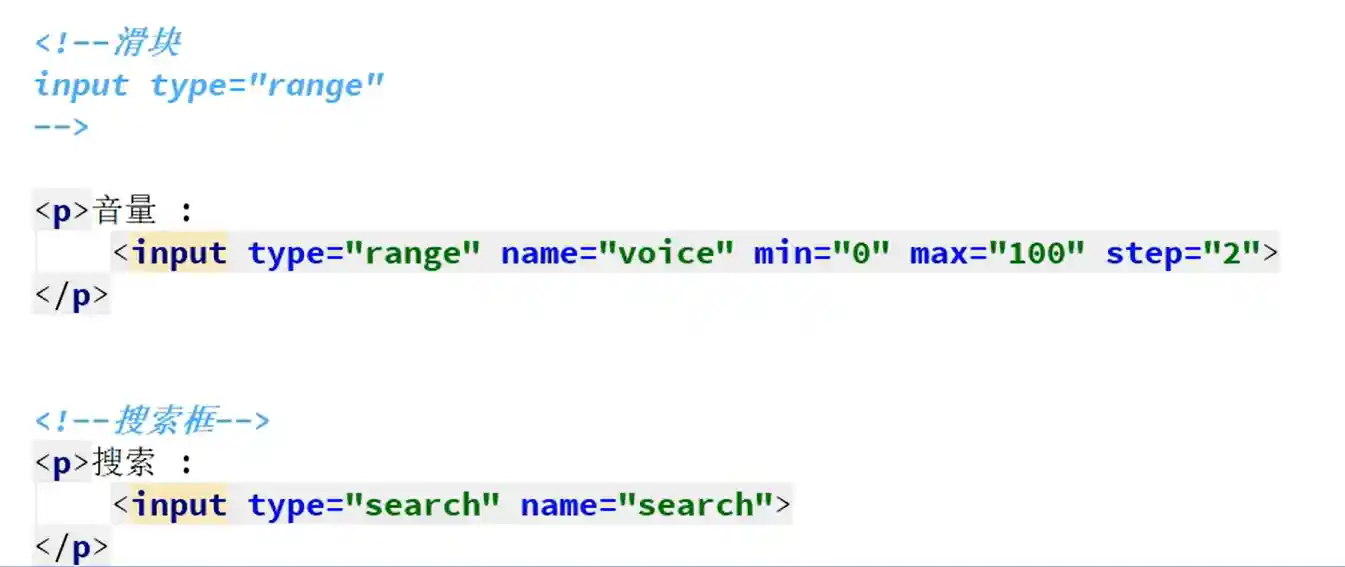 <!--滑块
input type="range"
-->
<p>音量 :
<input type="range" name="voice" min="0" max="100" step="2">
</p>
<!--搜索框-->
<p>搜索 :
<input type="search" name="search">
</p>